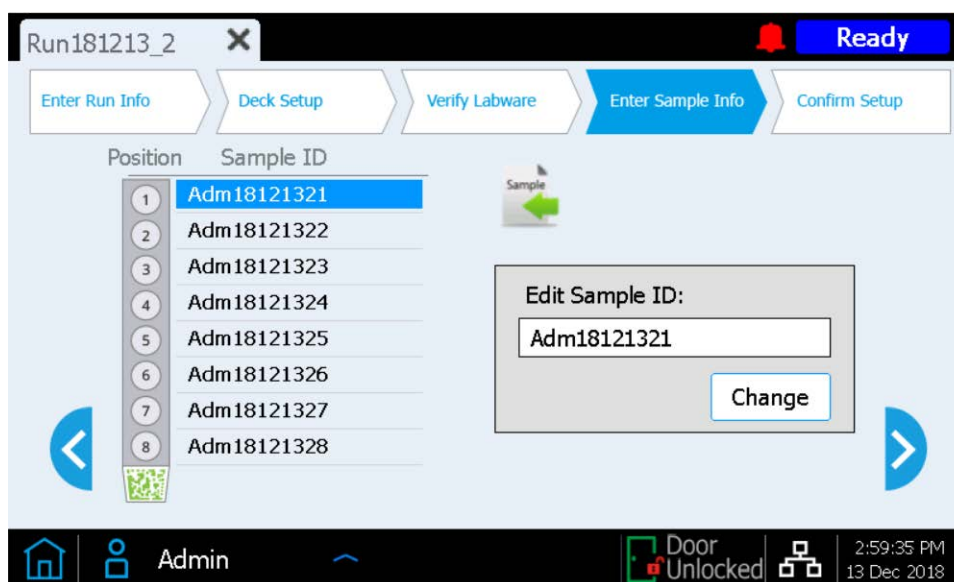 Run181213_2
Ready
Enter Run Info
Deck Setup
Verify Labware
Enter Sample Info
Confirm Setup
Position Sample ID
Sample
1 Adm18121321
2 Adm18121322
3 Adm18121323
4 Adm18121324
5 Adm18121325
6 Adm18121326
7 Adm18121327
8 Adm18121328
Edit Sample ID:
Adm18121321
Change
Admin
Door
Unlocked
2:59:35 PM
13 Dec 2018